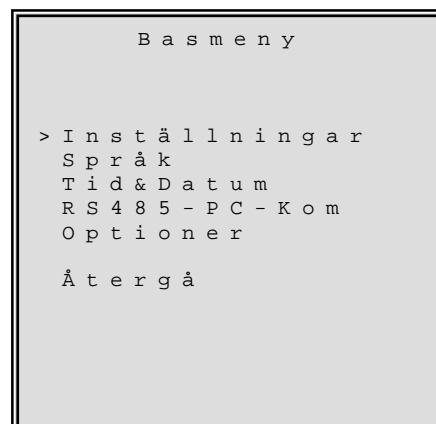 Basmeny
> Inställningar
Språk
Tid&Datum
RS485-PC-Kom
Optioner
Återgå